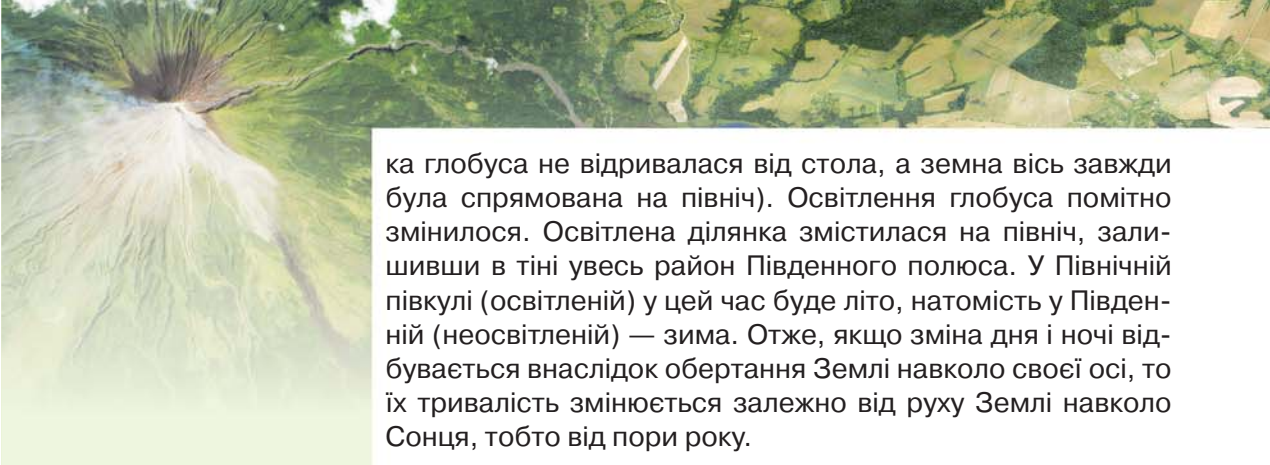 ка глобуса не відривалася від стола, а земна вісь завжди
була спрямована на північ). Освітлення глобуса помітно
змінилося. Освітлена ділянка змістилася на північ, зали-
шивши в тіні увесь район Південного полюса. У Північній
півкулі (освітленій) у цей час буде літо, натомість у Півден-
ній (неосвітленій) — зима. Отже, якщо зміна дня і ночі від-
бувається внаслідок обертання Землі навколо своєї осі, то
їх тривалість змінюється залежно від руху Землі навколо
Сонця, тобто від пори року.